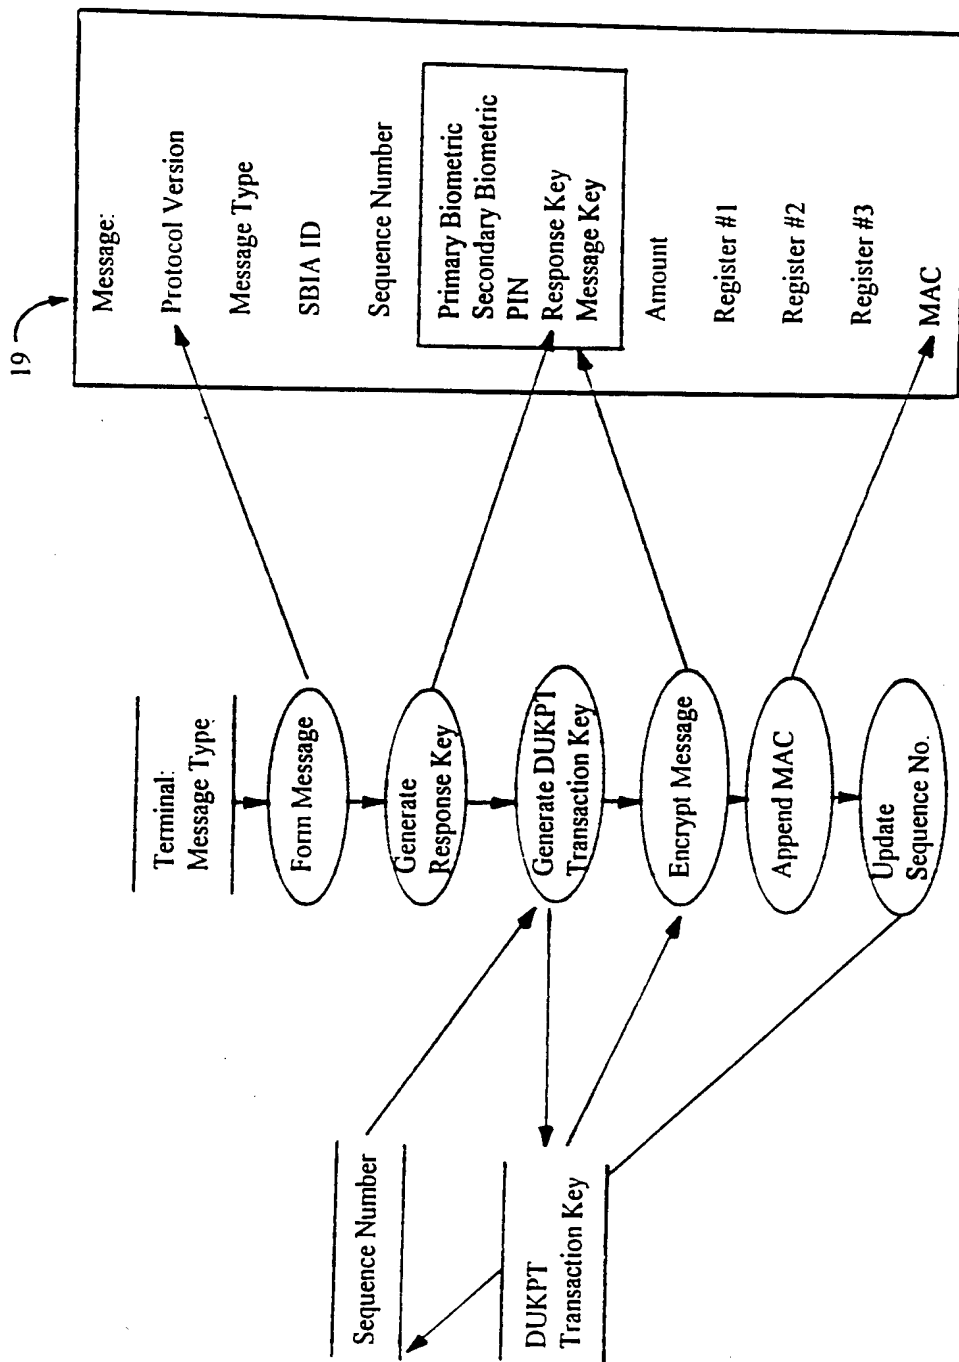 19
Message:
Protocol Version
Message Type
SBIA ID
Sequence Number
Primary Biometric
Secondary Biometric
PIN
Response Key
Message Key
Amount
Register #1
Register #2
Register #3
MAC
Terminal:
Message Type
Form Message
Generate
Response Key
Generate DUKPT
Transaction Key
Encrypt Message
Append MAC
Update
Sequence No.
Sequence Number
DUKPT
Transaction Key